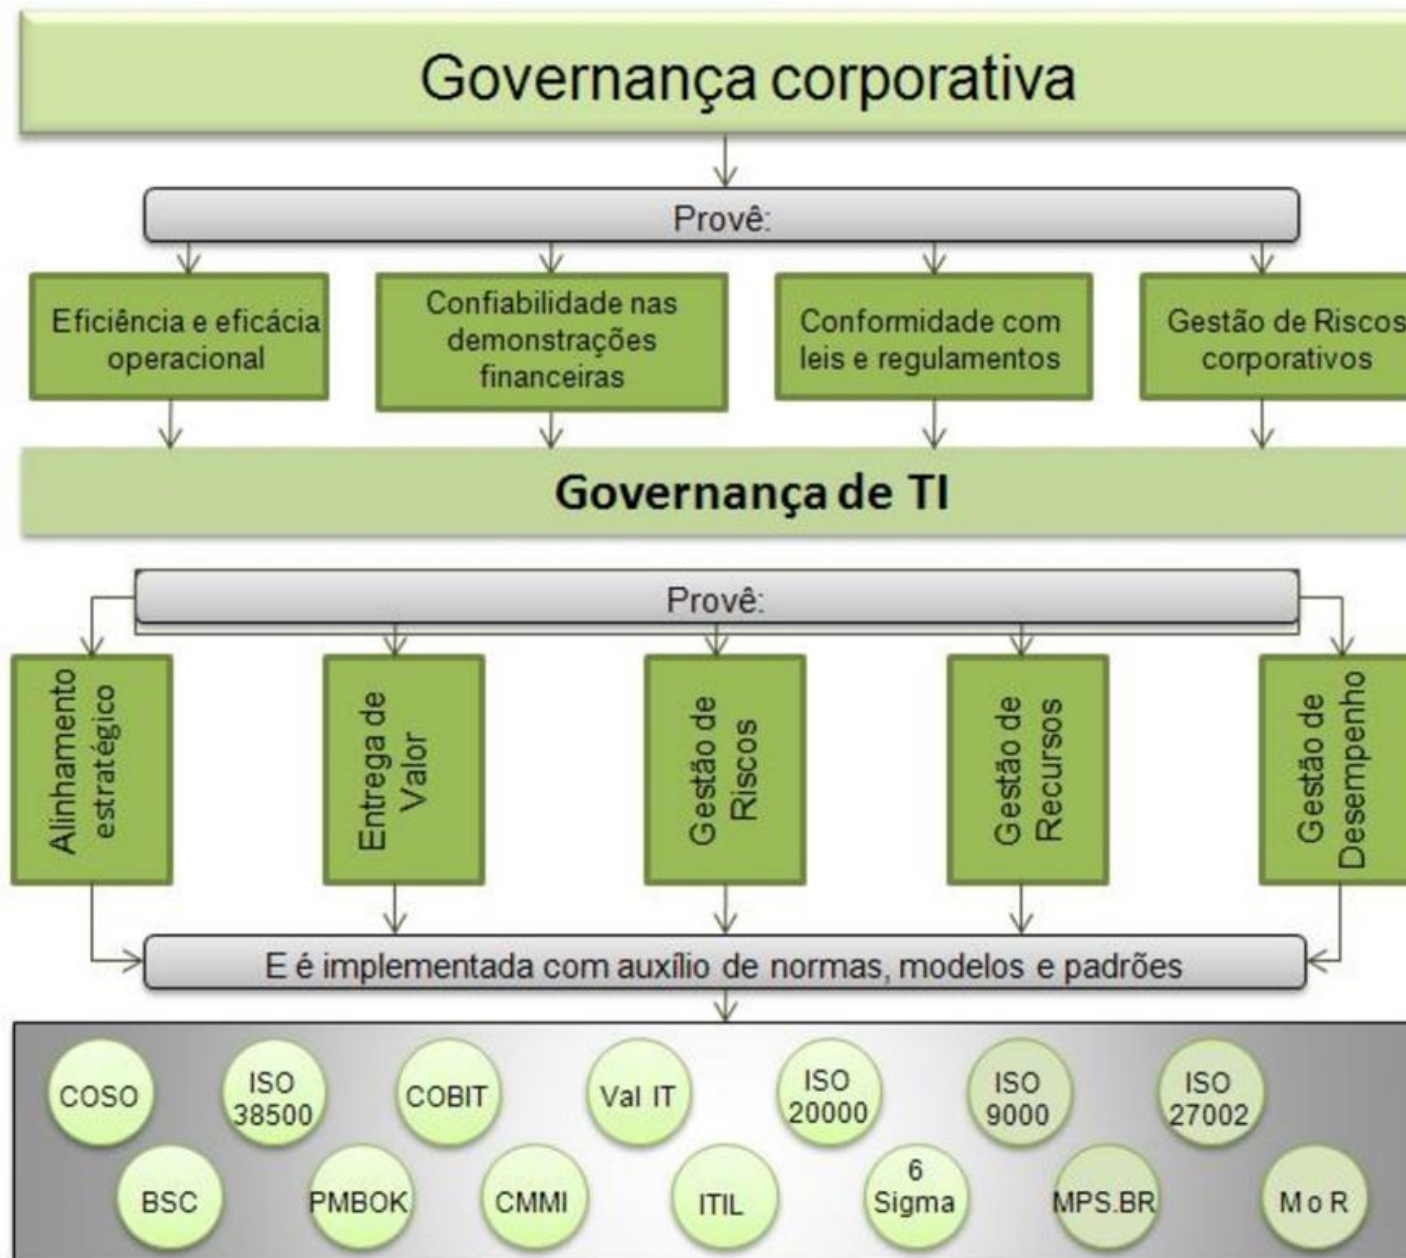 Governança corporativa
Provê:
Eficiência e eficácia
operacional
Confiabilidade nas
demonstrações
financeiras
Conformidade com
leis e regulamentos
Gestão de Riscos
corporativos
Governança de TI
Provê:
Alinhamento
estratégico
Entrega de
Valor
Gestão de
Riscos
Gestão de
Recursos
Gestão de
Desempenho
E é implementada com auxílio de normas, modelos e padrões
COSO
ISO
38500
COBIT
Val IT
ISO
20000
ISO
9000
ISO
27002
BSC
PMBOK
CMMI
ITIL
6
Sigma
MPS.BR
M o R